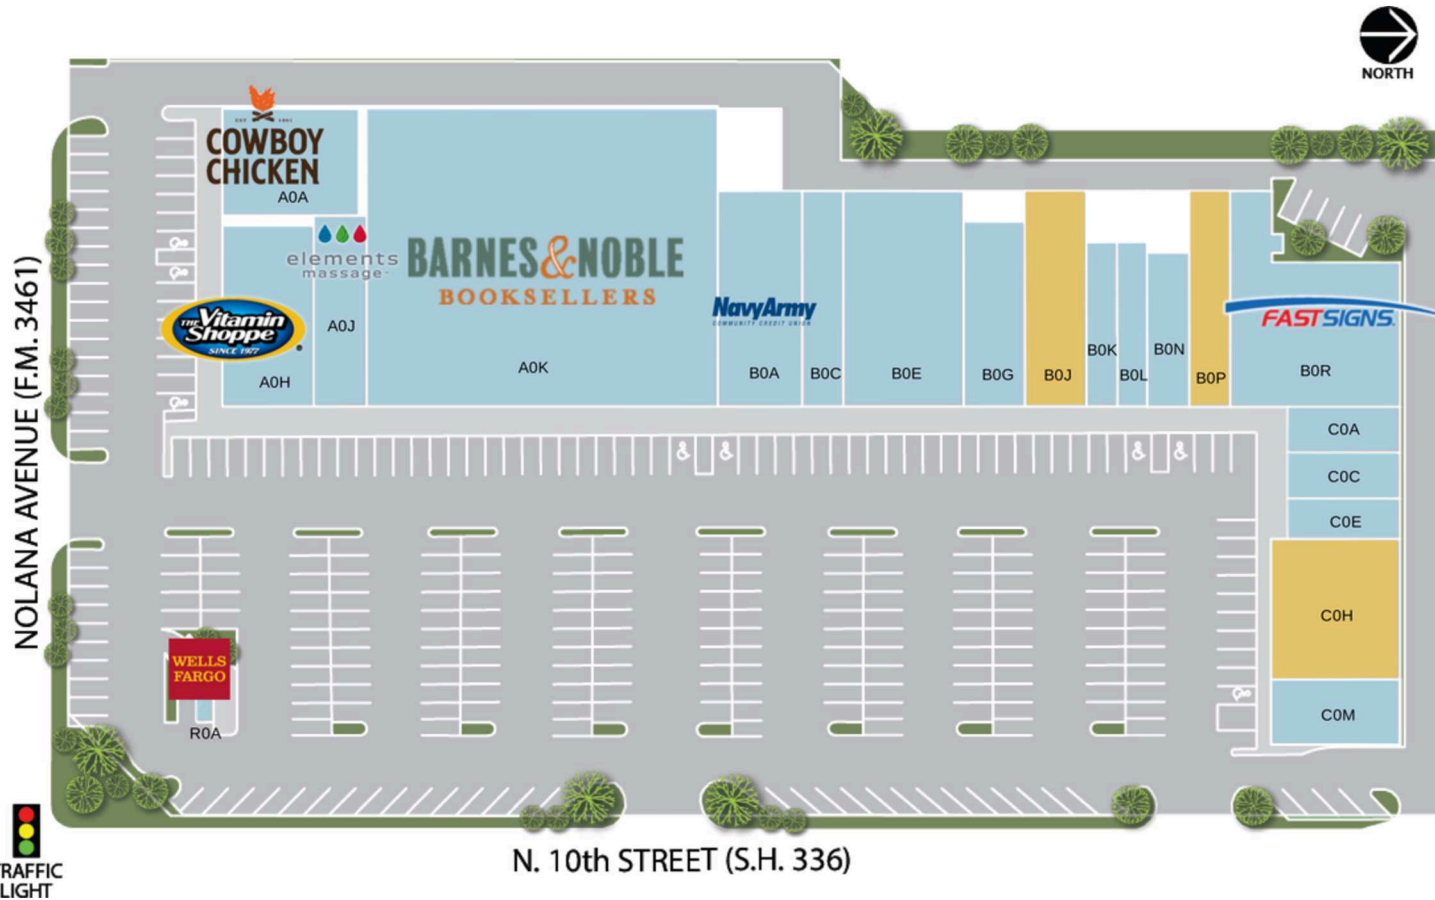 NORTH
EST 1981
COWBOY
CHICKEN
A0A
elements
massage
BARNES&NOBLE
BOOKSELLERS
THE Vitamin
Shoppe
SINCE 1977
A0J
A0H
A0K
NavyArmy
COMMUNITY CREDIT UNION
B0A
B0C
B0E
B0G
B0J
B0K
B0L
B0N
B0P
FASTSIGNS
B0R
C0A
C0C
C0E
C0H
C0M
NOLANA AVENUE (F.M. 3461)
WELLS
FARGO
R0A
RAFFIC
LIGHT
N. 10th STREET (S.H. 336)